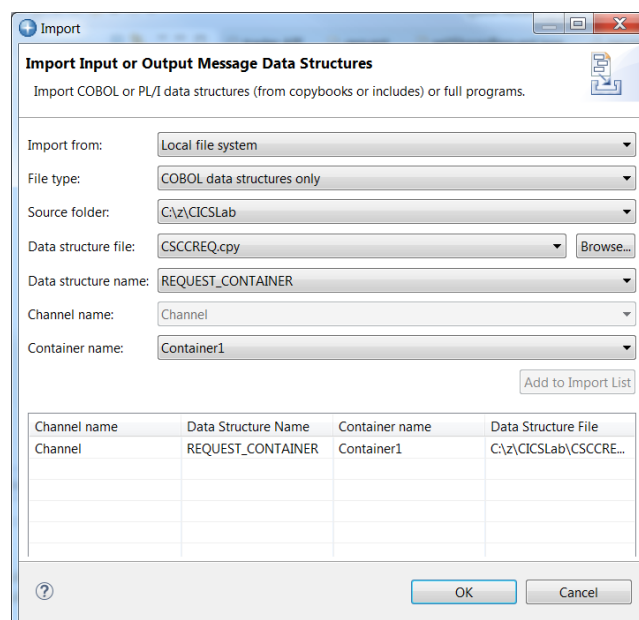 Import
Import Input or Output Message Data Structures
Import COBOL or PL/I data structures (from copybooks or includes) or full programs.
Import from: Local file system
File type: COBOL data structures only
Source folder: C:\z\CICSLab
Data structure file: CSCCREQ.cpy Browse...
Data structure name: REQUEST_CONTAINER
Channel name: Channel
Container name: Container1
Add to Import List
Channel name Data Structure Name Container name Data Structure File
Channel REQUEST_CONTAINER Container1 C:\z\CICSLab\CSCCRE...
OK Cancel